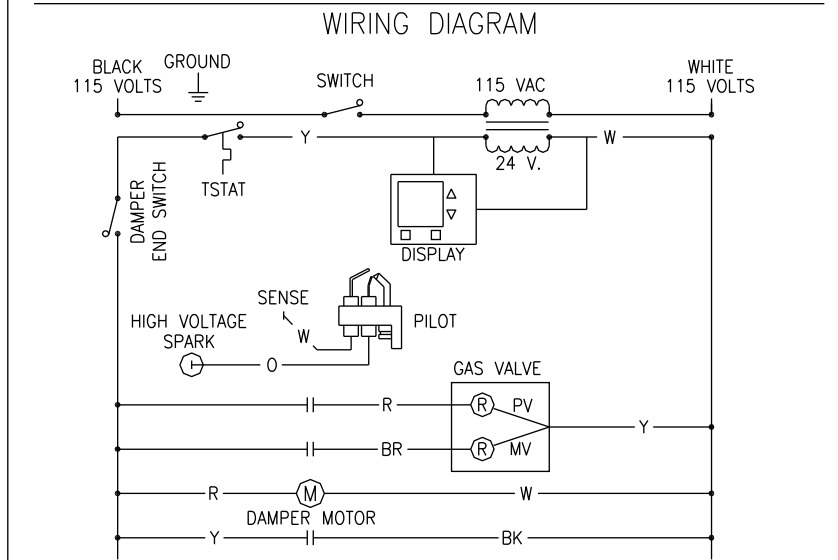 WIRING DIAGRAM
BLACK
115 VOLTS
GROUND
SWITCH
115 VAC
WHITE
115 VOLTS
Y
W
24 V.
TSTAT
DAMPER
END SWITCH
DISPLAY
SENSE
W
PILOT
HIGH VOLTAGE
SPARK
O
GAS VALVE
R
R
PV
Y
BR
R
MV
R
M
W
DAMPER MOTOR
Y
BK